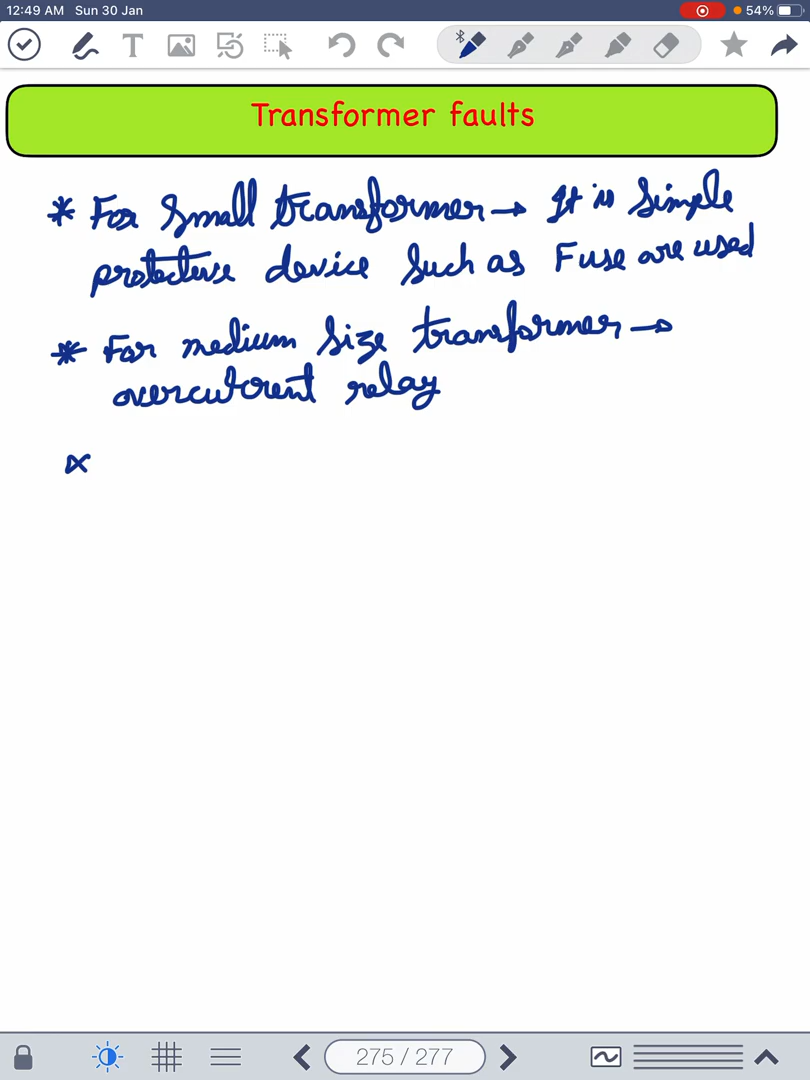 12:49 AM Sun 30 Jan
54%
T
Transformer faults
* For Small transformer → It is simple
protective device Such as Fuse are used
* For medium Size transformer →
overcurrent relay
*
275 / 277